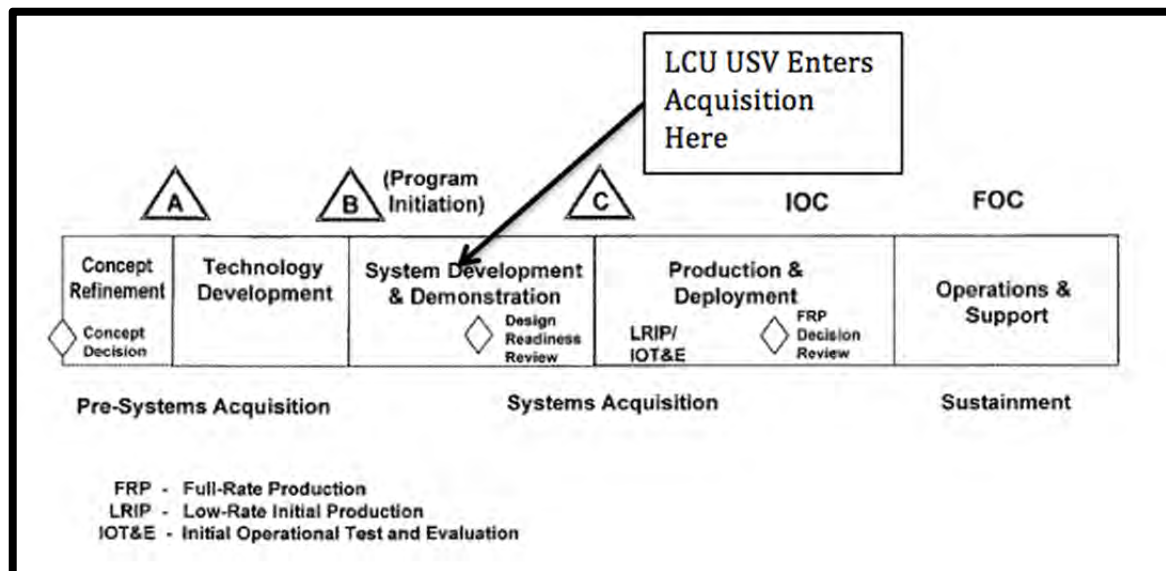 LCU USV Enters
Acquisition
Here
A
B
(Program
Initiation)
C
IOC
FOC
Concept
Refinement
Concept
Decision
Technology
Development
System Development
& Demonstration
Design
Readiness
Review
Production &
Deployment
LRIP/
IOT&E
FRP
Decision
Review
Operations &
Support
Pre-Systems Acquisition
Systems Acquisition
Sustainment
FRP - Full-Rate Production
LRIP - Low-Rate Initial Production
IOT&E - Initial Operational Test and Evaluation